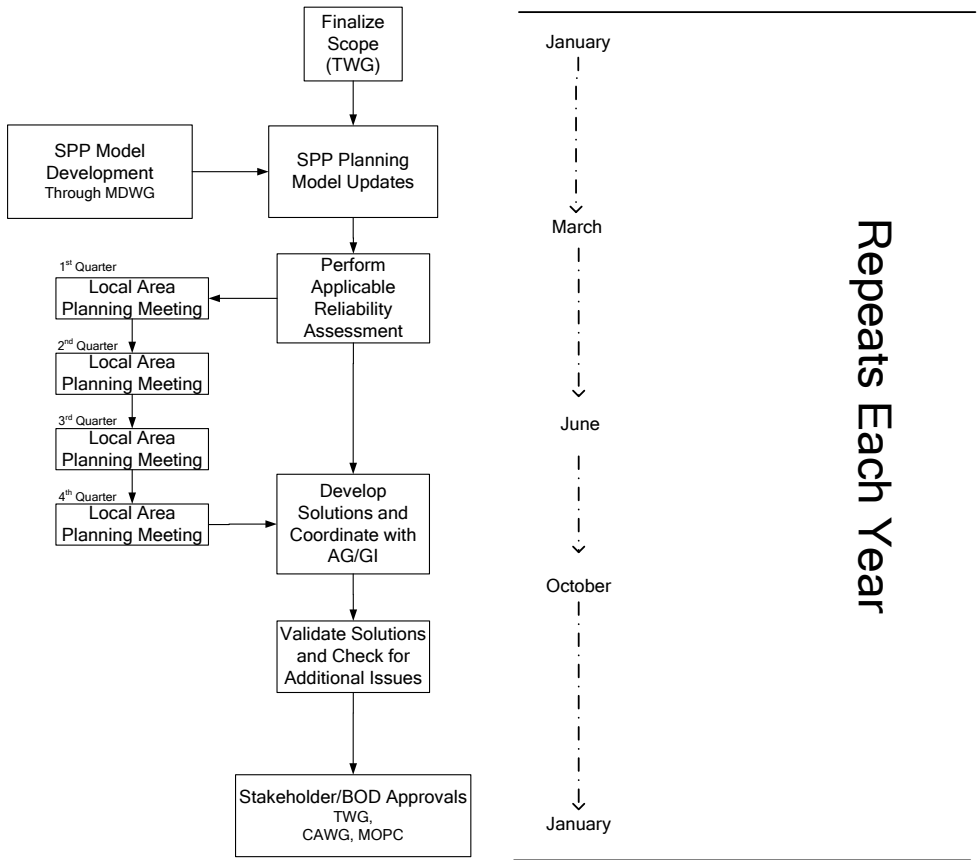 Finalize
Scope
(TWG)
SPP Model
Development
Through MDWG
SPP Planning
Model Updates
Perform
Applicable
Reliability
Assessment
1st Quarter
Local Area
Planning Meeting
2nd Quarter
Local Area
Planning Meeting
3rd Quarter
Local Area
Planning Meeting
4th Quarter
Local Area
Planning Meeting
Develop
Solutions and
Coordinate with
AG/GI
Validate Solutions
and Check for
Additional Issues
Stakeholder/BOD Approvals
TWG,
CAWG, MOPC
January
March
June
October
January
Repeats Each Year